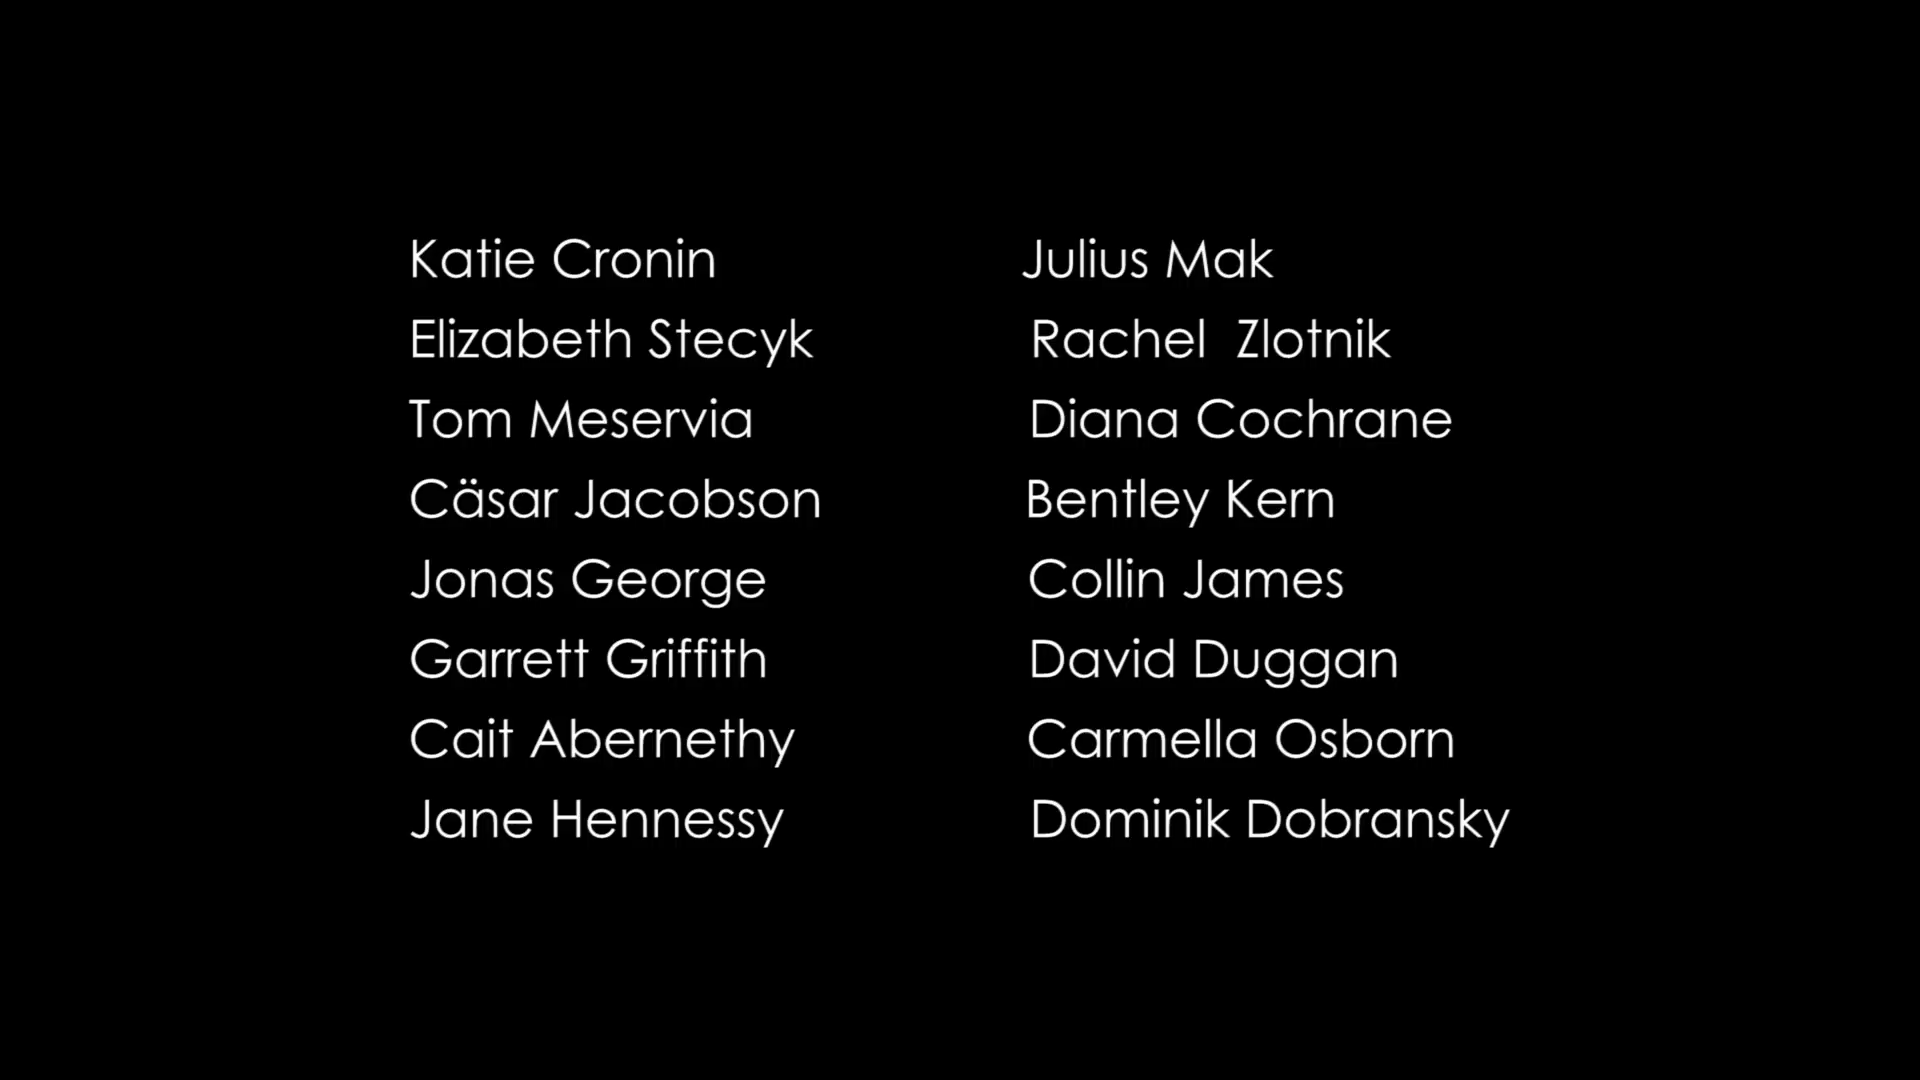 Katie Cronin
Elizabeth Stecyk
Tom Meservia
Cäsar Jacobson
Jonas George
Garrett Griffith
Cait Abernethy
Jane Hennessy
Julius Mak
Rachel  Zlotnik
Diana Cochrane
Bentley Kern
Collin James
David Duggan
Carmella Osborn
Dominik Dobransky